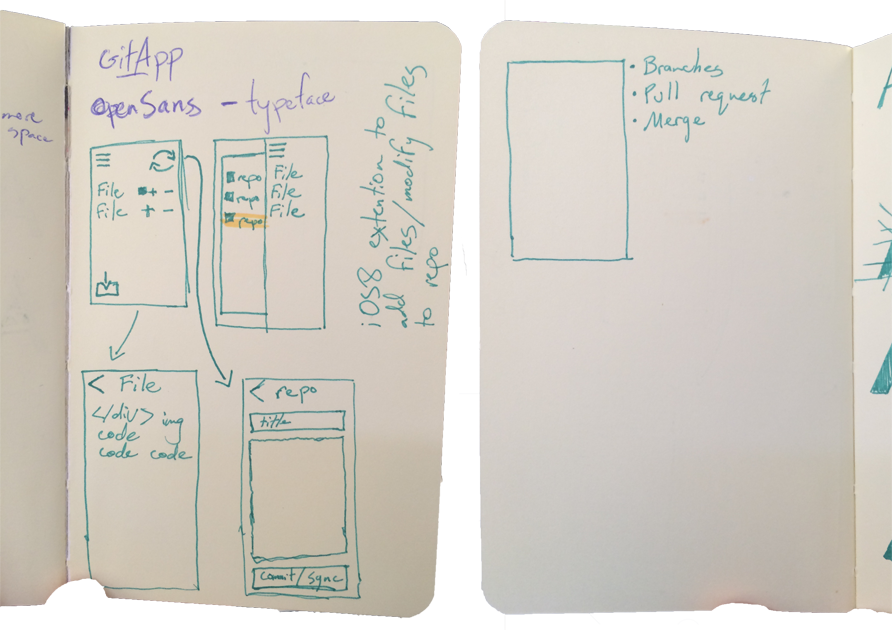 more
space
GitApp
OpenSans - typeface
File + -
File + -
repo
repo
repo
File
File
File
iOS8 extention to
add files/modify files
to repo
< File
</div> img
code
code code
< repo
title
commit/sync
• Branches
• Pull request
• Merge